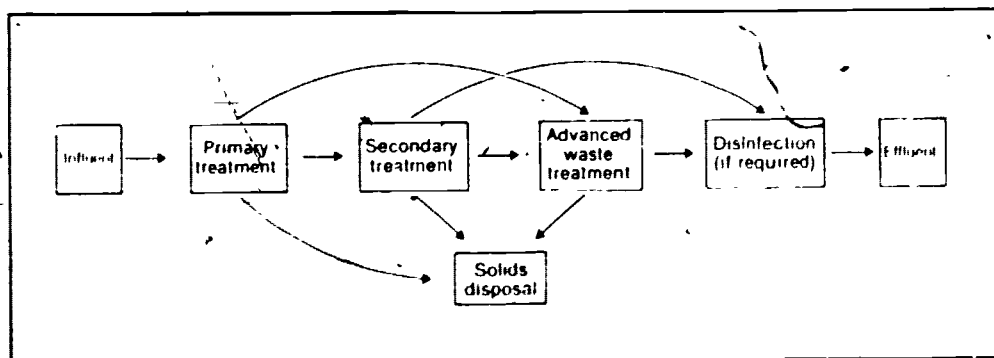 Influent
Primary
treatment
Secondary
treatment
Advanced
waste
treatment
Disinfection
(if required)
Effluent
Solids
disposal